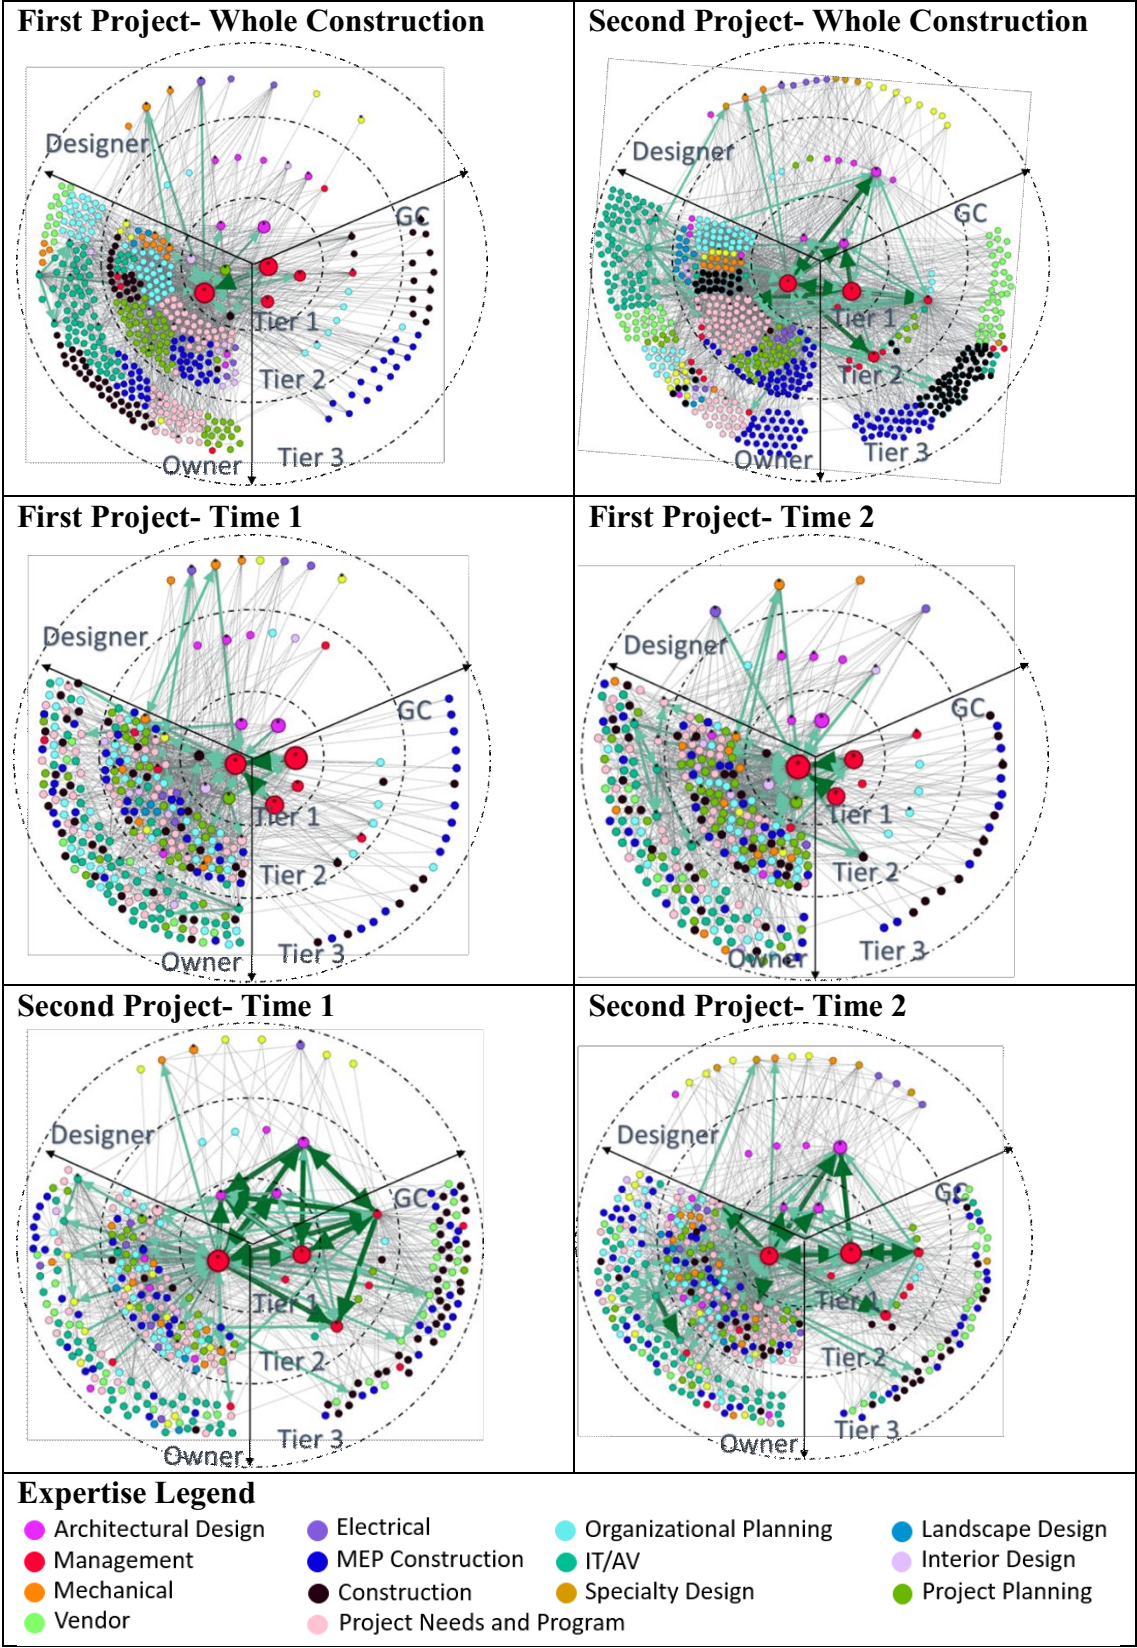 First Project- Whole Construction
Second Project- Whole Construction
Designer
GC
Tier 1
Tier 2
Tier 3
Owner
Designer
GC
Tier 1
Tier 2
Tier 3
Owner
First Project- Time 1
First Project- Time 2
Designer
GC
Tier 1
Tier 2
Tier 3
Owner
Designer
GC
Tier 1
Tier 2
Tier 3
Owner
Second Project- Time 1
Second Project- Time 2
Designer
GC
Tier 1
Tier 2
Tier 3
Owner
Designer
GC
Tier 1
Tier 2
Tier 3
Owner
Expertise Legend
Architectural Design
Electrical
Organizational Planning
Landscape Design
Management
MEP Construction
IT/AV
Interior Design
Mechanical
Construction
Specialty Design
Project Planning
Vendor
Project Needs and Program